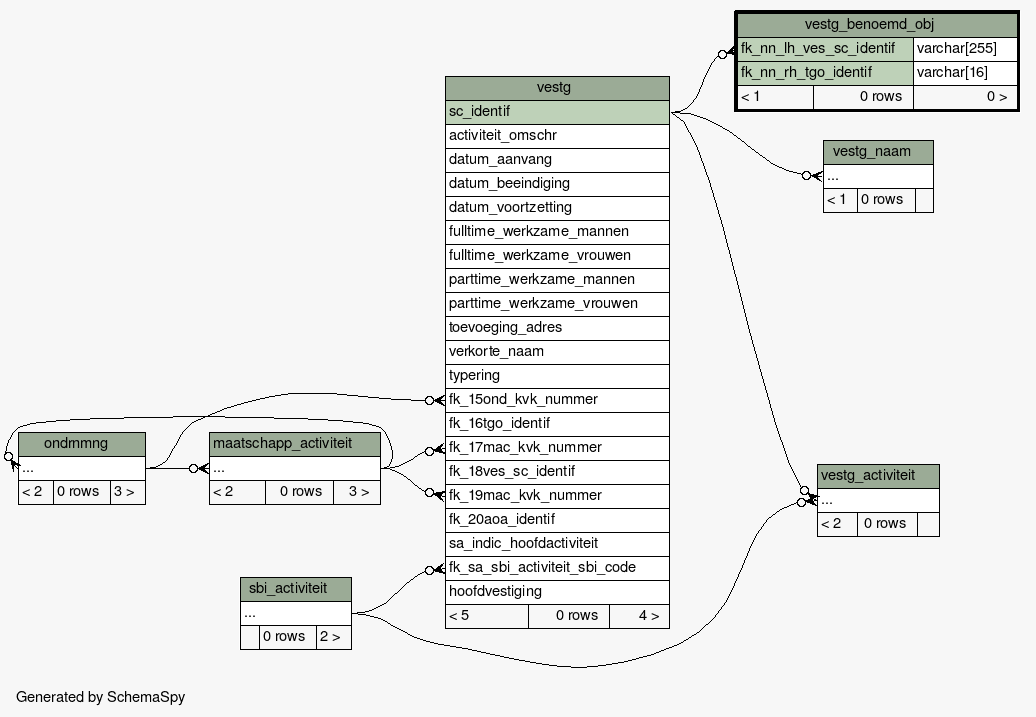 vestg_benoemd_obj
fk_nn_lh_ves_sc_identif varchar[255]
fk_nn_rh_tgo_identif varchar[16]
< 1 0 rows 0 >
vestg
sc_identif
activiteit_omschr
datum_aanvang
datum_beeindiging
datum_voortzetting
fulltime_werkzame_mannen
fulltime_werkzame_vrouwen
parttime_werkzame_mannen
parttime_werkzame_vrouwen
toevoeging_adres
verkorte_naam
typering
fk_15ond_kvk_nummer
fk_16tgo_identif
fk_17mac_kvk_nummer
fk_18ves_sc_identif
fk_19mac_kvk_nummer
fk_20aoa_identif
sa_indic_hoofdactiviteit
fk_sa_sbi_activiteit_sbi_code
hoofdvestiging
< 5 0 rows 4 >
vestg_naam
...
< 1 0 rows
ondrnmng
...
< 2 0 rows 3 >
maatschapp_activiteit
...
< 2 0 rows 3 >
vestg_activiteit
...
< 2 0 rows
sbi_activiteit
...
0 rows 2 >
Generated by SchemaSpy